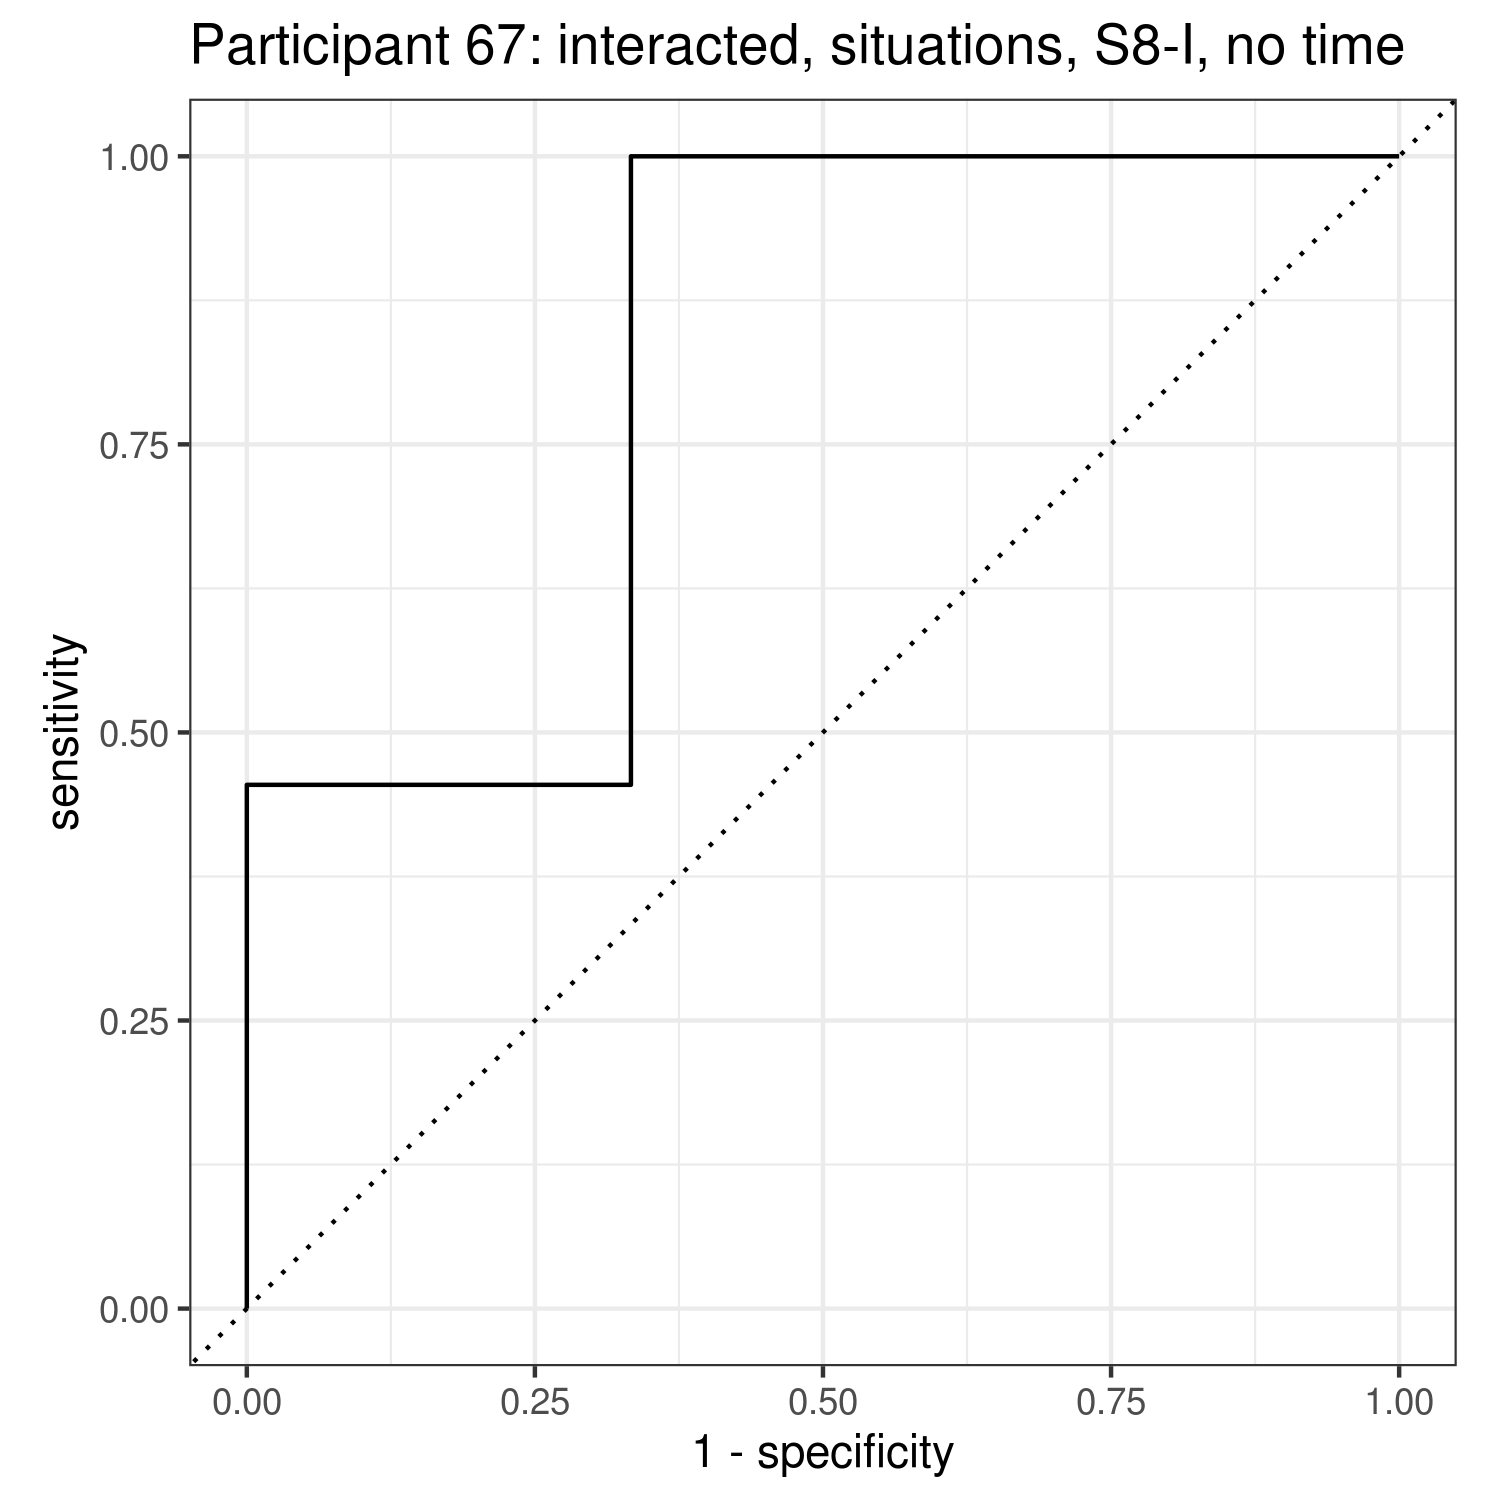 Participant 67: interacted, situations, S8-I, no time
1.00
0.75
0.50
0.25
0.00
sensitivity
0.00 0.25 0.50 0.75 1.00
1 - specificity